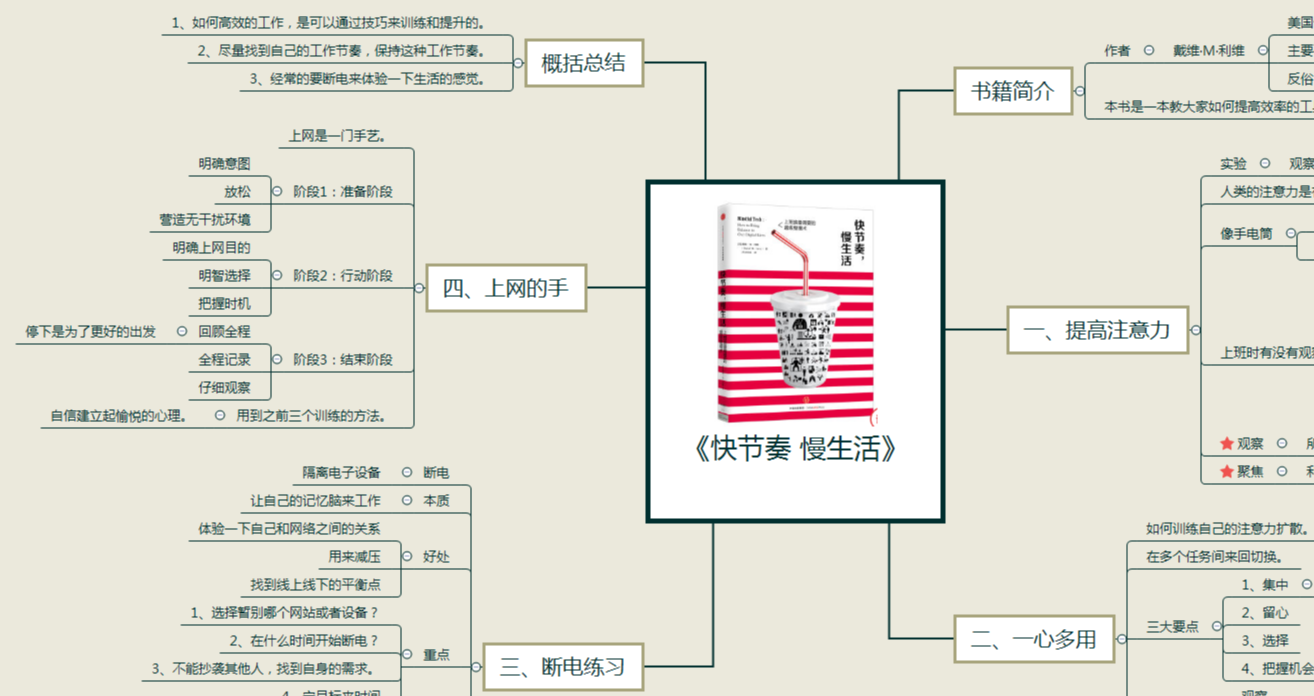 1、如何高效的工作，是可以通过技巧来训练和提升的。
2、尽量找到自己的工作节奏，保持这种工作节奏。
3、经常的要断电来体验一下生活的感觉。
概括总结
上网是一门手艺。
明确意图
放松
营造无干扰环境
阶段1：准备阶段
明确上网目的
明智选择
把握时机
阶段2：行动阶段
停下是为了更好的出发
回顾全程
全程记录
仔细观察
阶段3：结束阶段
自信建立起愉悦的心理。
用到之前三个训练的方法。
四、上网的手
隔离电子设备
断电
让自己的记忆脑来工作
本质
体验一下自己和网络之间的关系
用来减压
找到线上线下的平衡点
好处
1、选择暂别哪个网站或者设备？
2、在什么时间开始断电？
3、不能抄袭其他人，找到自身的需求。
重点
三、断电练习
快节奏，
慢生活
《快节奏 慢生活》
书籍简介
作者
戴维·M·利维
美国
主要
反俗
本书是一本教大家如何提高效率的工
一、提高注意力
实验
观察
人类的注意力是
像手电筒
上班时有没有观
观察
聚焦
二、一心多用
如何训练自己的注意力扩散。
在多个任务间来回切换。
三大要点
1、集中
2、留心
3、选择
4、把握机会